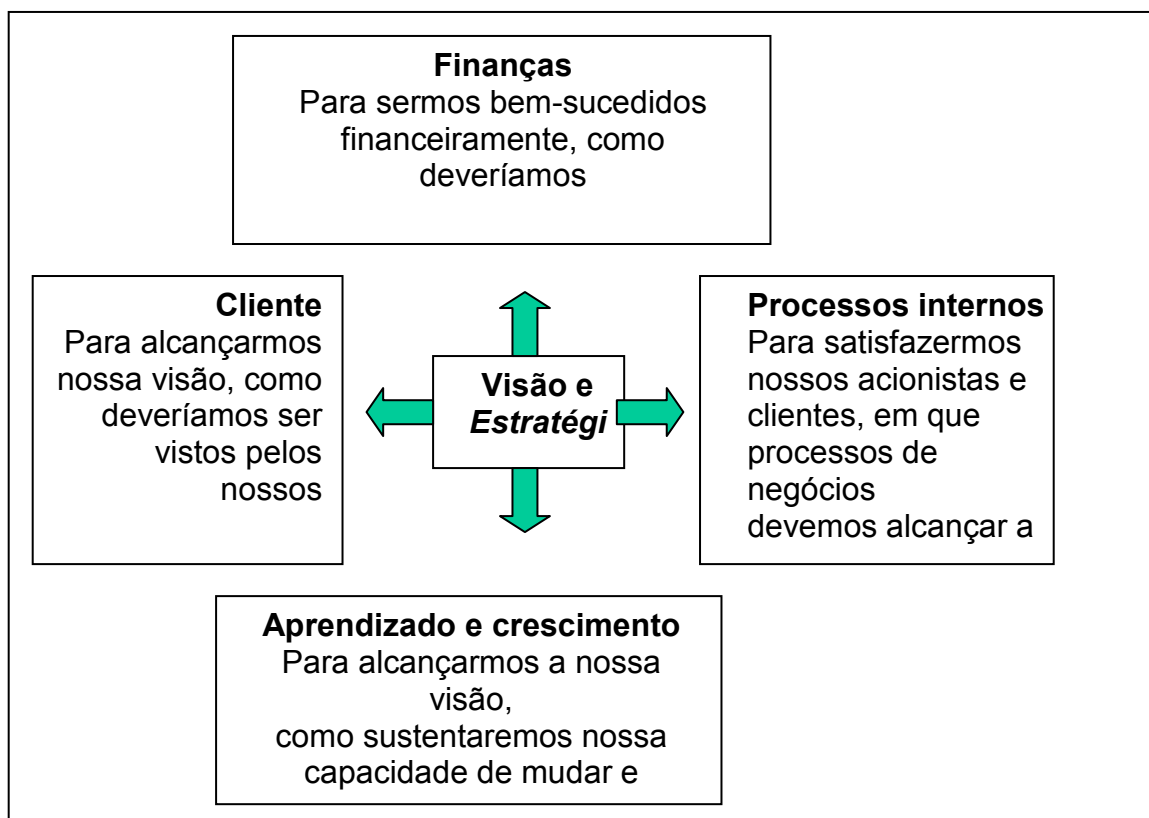 Finanças
Para sermos bem-sucedidos
financeiramente, como
deveríamos
Cliente
Para alcançarmos
nossa visão, como
deveríamos ser
vistos pelos
nossos
Visão e
Estratégi
Processos internos
Para satisfazermos
nossos acionistas e
clientes, em que
processos de
negócios
devemos alcançar a
Aprendizado e crescimento
Para alcançarmos a nossa
visão,
como sustentaremos nossa
capacidade de mudar e